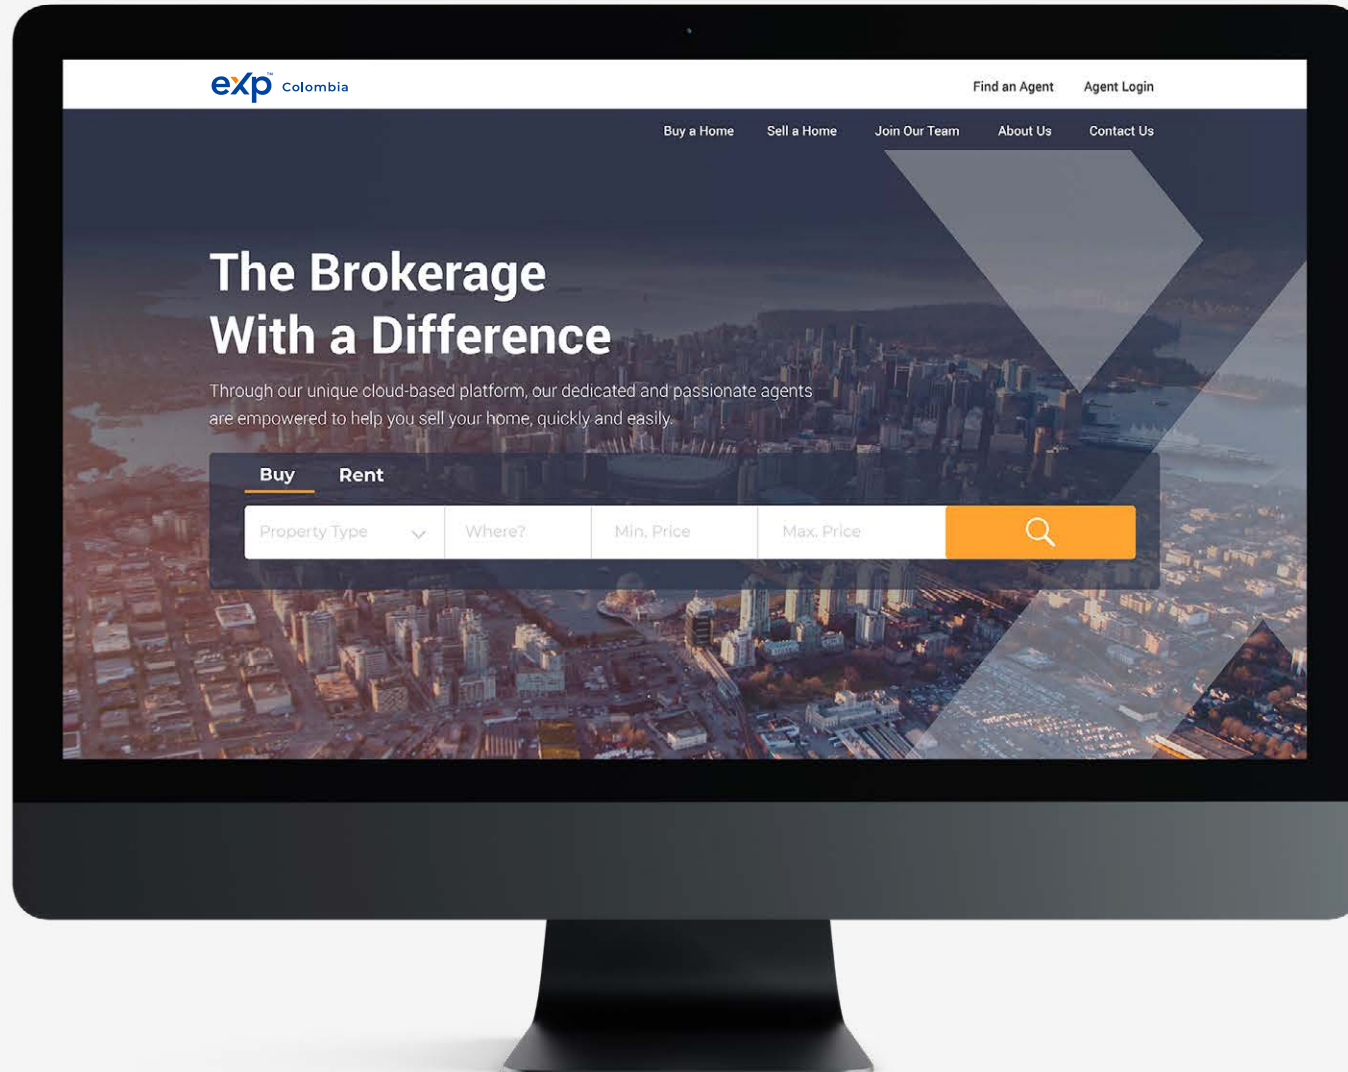 exp™ Colombia
Find an Agent
Agent Login
Buy a Home
Sell a Home
Join Our Team
About Us
Contact Us
The Brokerage
With a Difference
Through our unique cloud-based platform, our dedicated and passionate agents
are empowered to help you sell your home, quickly and easily.
Buy
Rent
Property Type
Where?
Min. Price
Max. Price